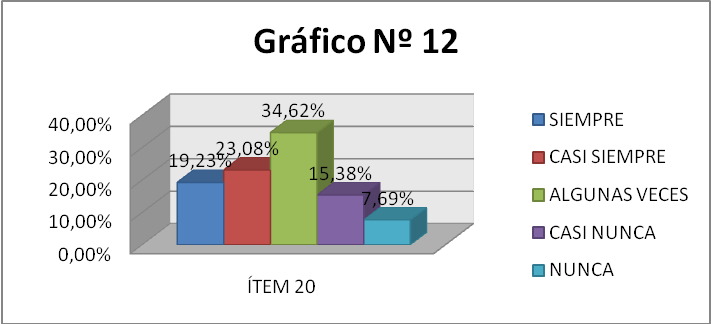 Gráfico Nº 12
40,00%
30,00%
20,00%
10,00%
0,00%
19,23%
23,08%
34,62%
15,38%
7,69%
ÍTEM 20
SIEMPRE
CASI SIEMPRE
ALGUNAS VECES
CASI NUNCA
NUNCA